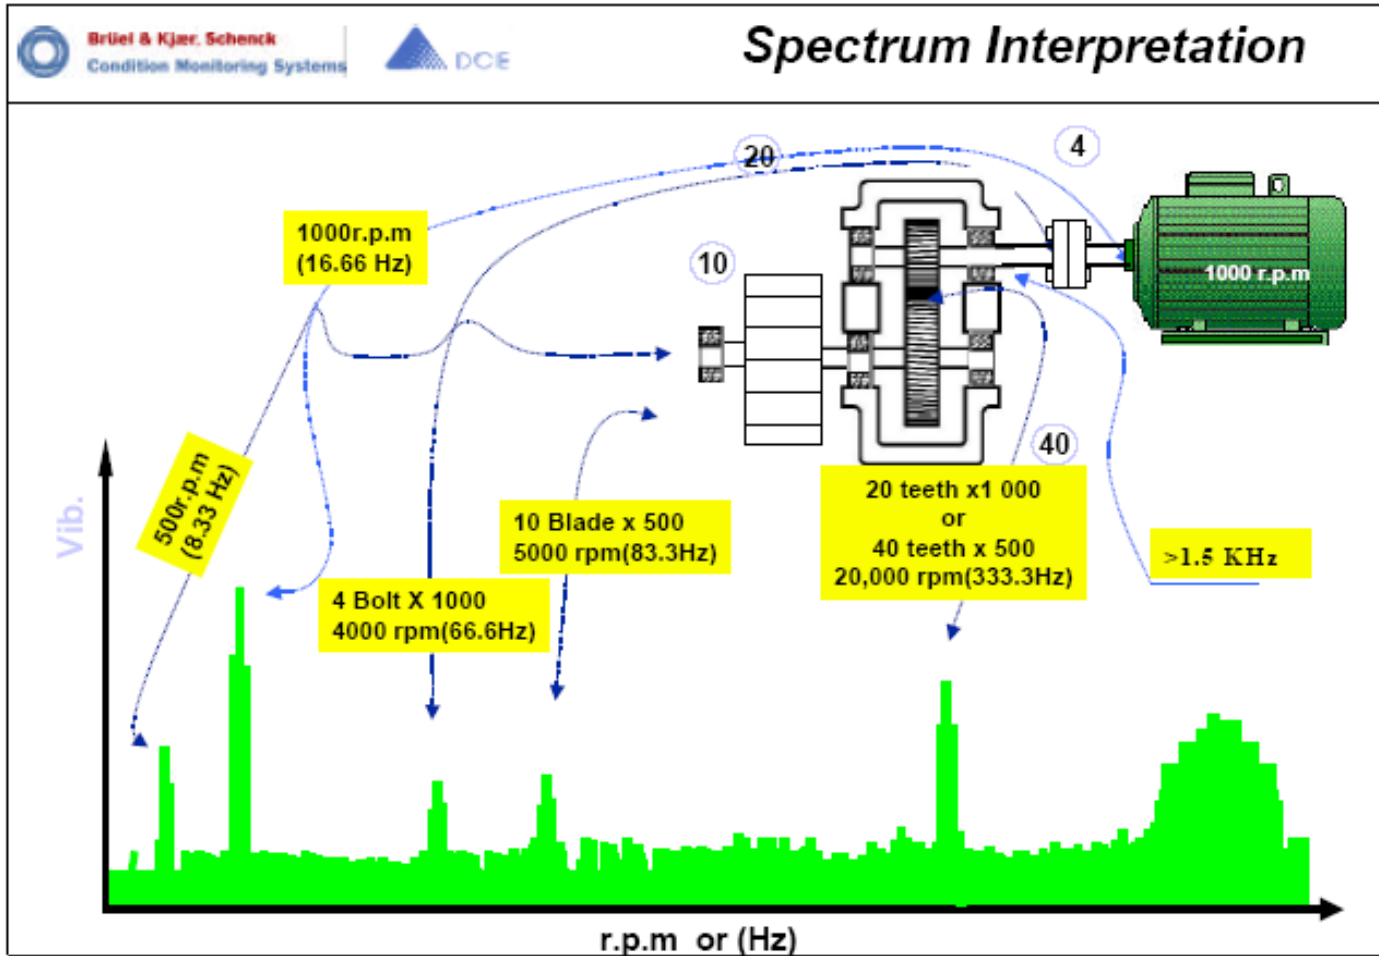 Brüel & Kjær, Schenck
Condition Monitoring Systems
DCE
Spectrum Interpretation
20
4
1000r.p.m
(16.66 Hz)
10
1000 r.p.m
500r.p.m
(8.33 Hz)
40
Vib.
10 Blade x 500
5000 rpm(83.3Hz)
20 teeth x1 000
or
40 teeth x 500
20,000 rpm(333.3Hz)
>1.5 KHz
4 Bolt X 1000
4000 rpm(66.6Hz)
r.p.m or (Hz)